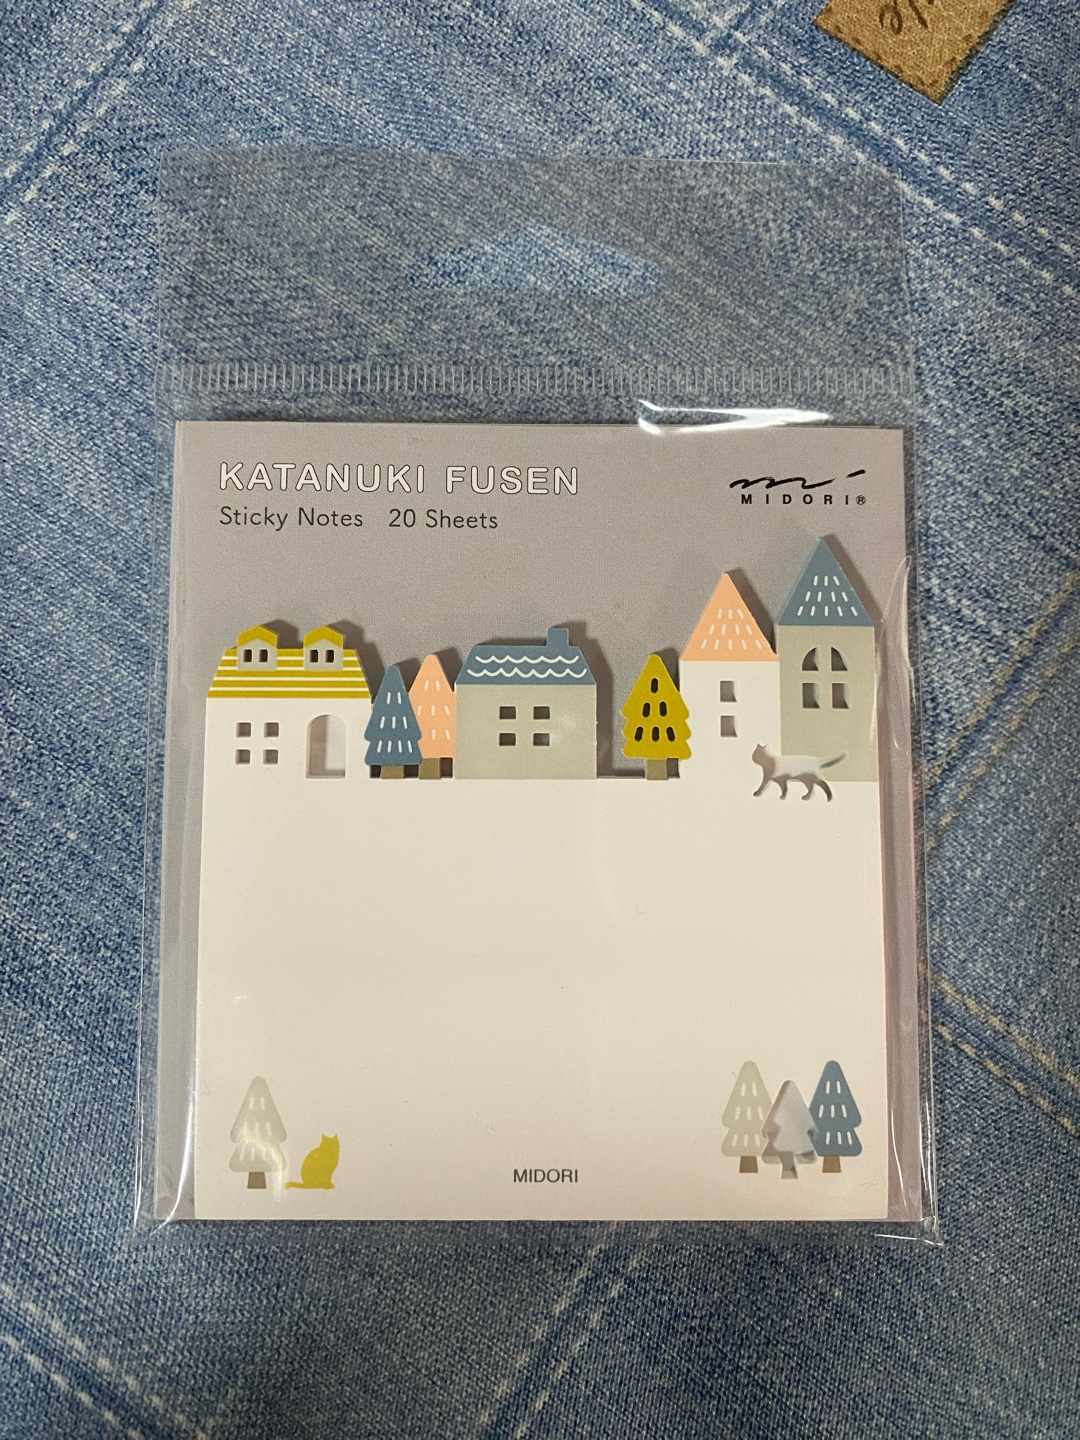 KATANUKI FUSEN
Sticky Notes 20 Sheets
MIDORI®
MIDORI